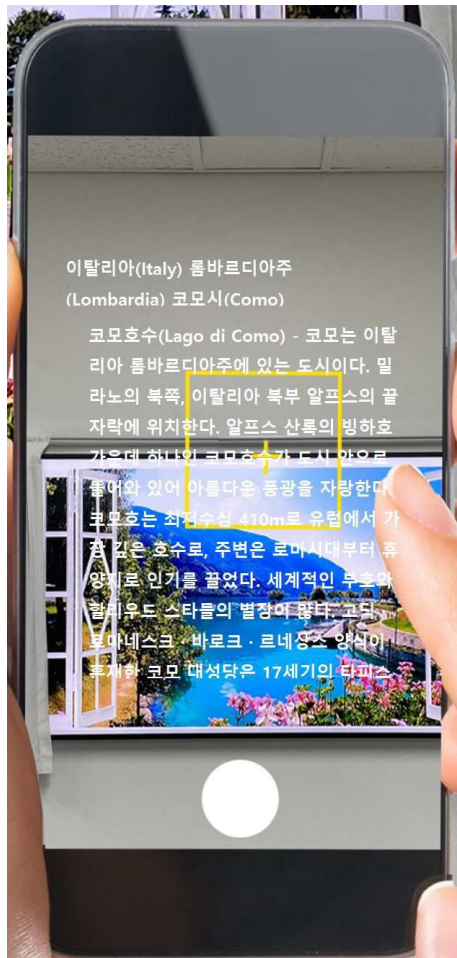 이탈리아(Italy) 롬바르디아주
(Lombardia) 코모시(Como)
코모호수(Lago di Como) - 코모는 이탈
리아 롬바르디아주에 있는 도시이다. 밀
라노의 북쪽, 이탈리아 북부 알프스의 끝
자락에 위치한다. 알프스 산록의 빙하호
가운데 하나인 코모호수가 도시 안으로
들어와 있어 아름다운 풍광을 자랑한다.
코모호는 최저수심 410m로 유럽에서 가
장 깊은 호수로, 주변은 로마시대부터 휴
양지로 인기를 끌었다. 세계적인 부호와
할리우드 스타들의 별장이 많다. 고딕 ·
로마네스크 · 바로크 · 르네상스 양식이
혼재한 코모 대성당은 17세기의 타피스